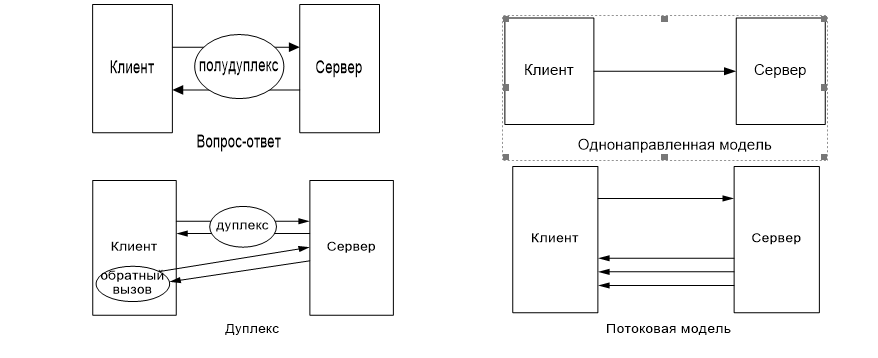 Клиент
полудуплекс
Сервер
Вопрос-ответ
Клиент
Сервер
Однонаправленная модель
Клиент
дуплекс
Сервер
обратный
вызов
Дуплекс
Клиент
Сервер
Потоковая модель